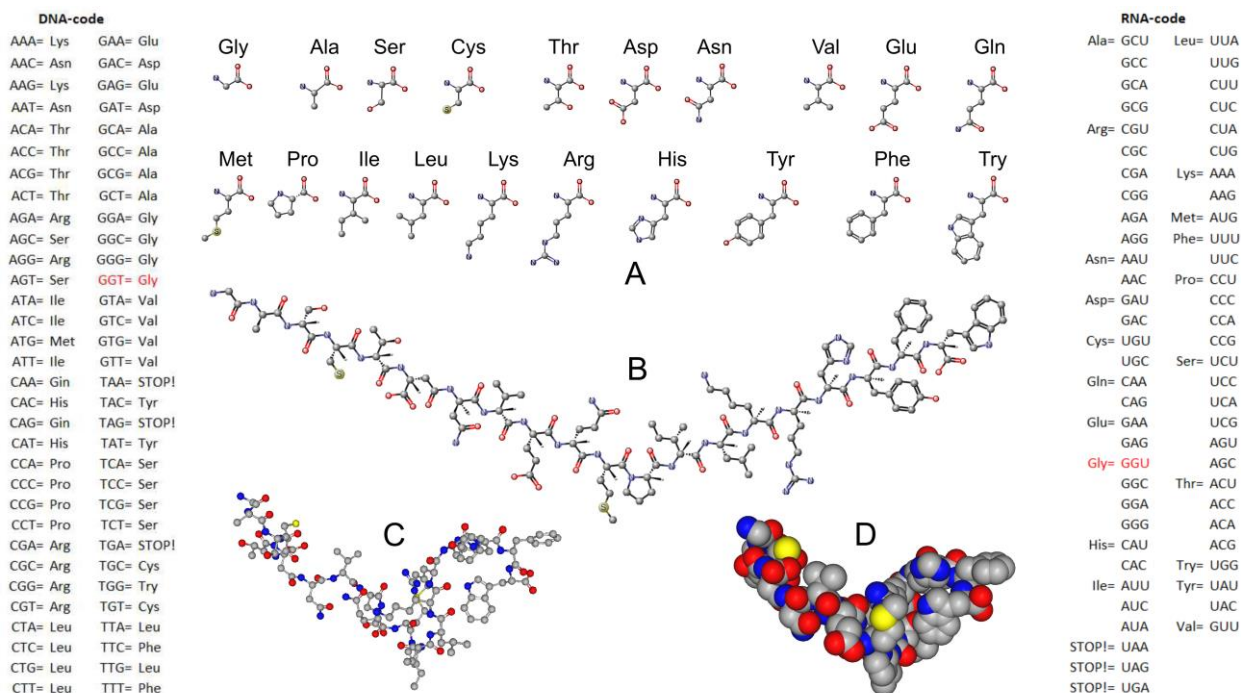 DNA-code
AAA= Lys GAA= Glu
AAC= Asn GAC= Asp
AAG= Lys GAG= Glu
AAT= Asn GAT= Asp
ACA= Thr GCA= Ala
ACC= Thr GCC= Ala
ACG= Thr GCG= Ala
ACT= Thr GCT= Ala
AGA= Arg GGA= Gly
AGC= Ser GGC= Gly
AGG= Arg GGG= Gly
AGT= Ser GGT= Gly
ATA= Ile GTA= Val
ATC= Ile GTC= Val
ATG= Met GTG= Val
ATT= Ile GTT= Val
CAA= Gin TAA= STOP!
CAC= His TAC= Tyr
CAG= Gin TAG= STOP!
CAT= His TAT= Tyr
CCA= Pro TCA= Ser
CCC= Pro TCC= Ser
CCG= Pro TCG= Ser
CCT= Pro TCT= Ser
CGA= Arg TGA= STOP!
CGC= Arg TGC= Cys
CGG= Arg TGG= Try
CGT= Arg TGT= Cys
CTA= Leu TTA= Leu
CTC= Leu TTC= Phe
CTG= Leu TTG= Leu
CTT= Leu TTT= Phe
Gly Ala Ser Cys Thr Asp Asn Val Glu Gln
Met Pro Ile Leu Lys Arg His Tyr Phe Try
A
B
C D
RNA-code
Ala= GCU Leu= UUA
GCC UUG
GCA CUU
GCG CUC
Arg= CGU CUA
CGC CUG
CGA Lys= AAA
CGG AAG
AGA Met= AUG
AGG Phe= UUU
Asn= AAU UUC
AAC Pro= CCU
Asp= GAU CCC
GAC CCA
Cys= UGU CCG
UGC Ser= UCU
Gln= CAA UCC
CAG UCA
Glu= GAA UCG
GAG AGU
Gly= GGU AGC
GGC Thr= ACU
GGA ACC
GGG ACA
His= CAU ACG
CAC Try= UGG
Ile= AUU Tyr= UAU
AUC UAC
AUA Val= GUU
STOP!= UAA
STOP!= UAG
STOP!= UGA